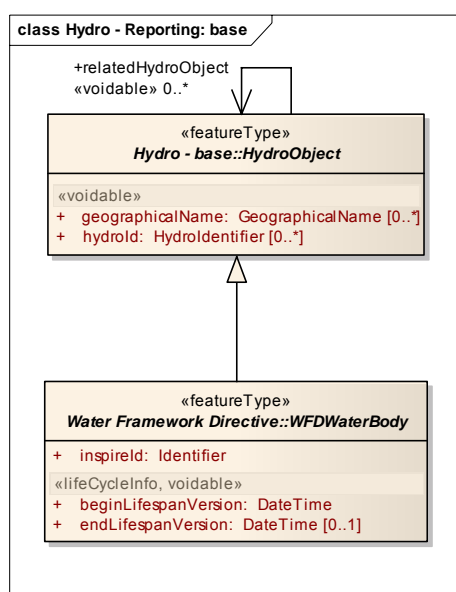 class Hydro - Reporting: base
+relatedHydroObject
«voidable» 0..*
«featureType»
Hydro - base::HydroObject
«voidable»
+ geographicalName: GeographicalName [0..*]
+ hydroId: HydroIdentifier [0..*]
«featureType»
Water Framework Directive::WFDWaterBody
+ inspireId: Identifier
«lifeCycleInfo, voidable»
+ beginLifespanVersion: DateTime
+ endLifespanVersion: DateTime [0..1]